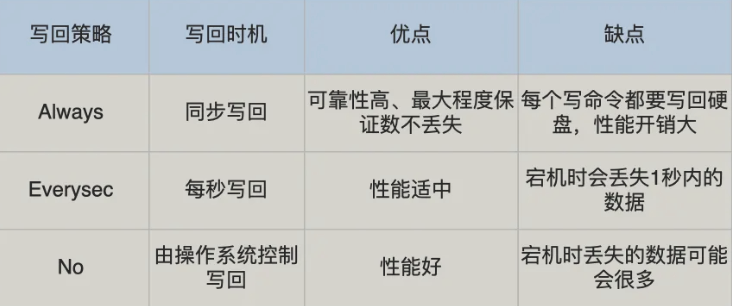 写回策略
写回时机
优点
缺点
Always
同步写回
可靠性高、最大程度保
证数不丢失
每个写命令都要写回硬
盘，性能开销大
Everysec
每秒写回
性能适中
宕机时会丢失1秒内的
数据
No
由操作系统控制
写回
性能好
宕机时丢失的数据可能
会很多